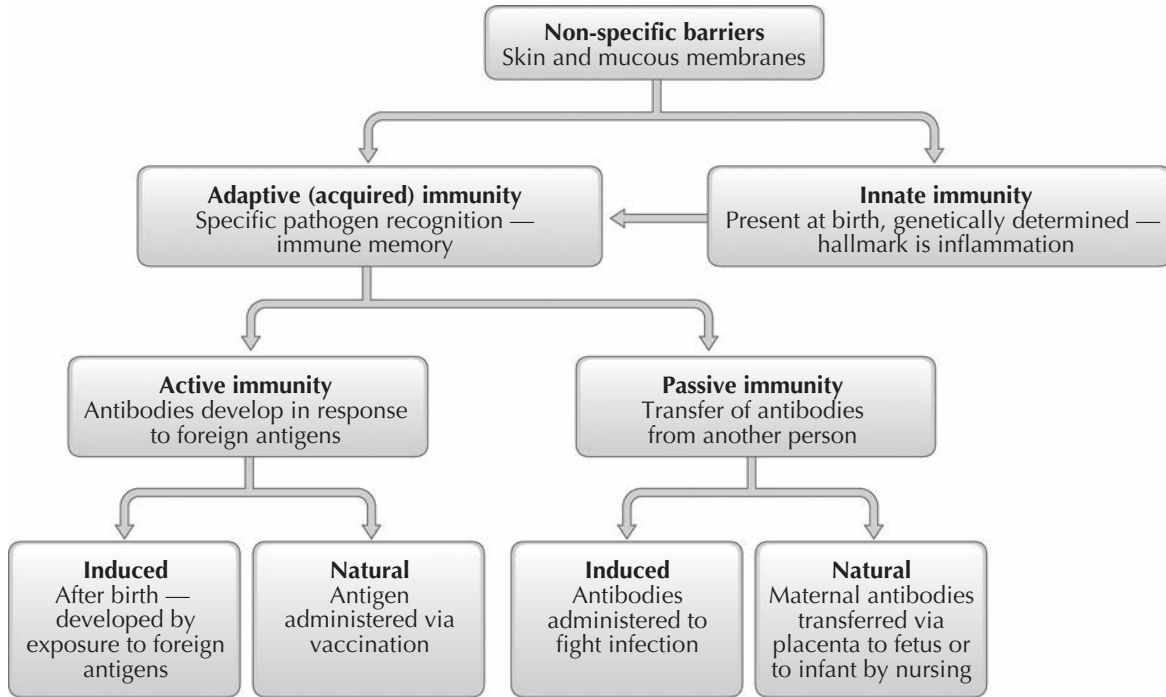 Non-specific barriers
Skin and mucous membranes
Adaptive (acquired) immunity
Specific pathogen recognition —
immune memory
Innate immunity
Present at birth, genetically determined —
hallmark is inflammation
Active immunity
Antibodies develop in response
to foreign antigens
Passive immunity
Transfer of antibodies
from another person
Induced
After birth —
developed by
exposure to foreign
antigens
Natural
Antigen
administered via
vaccination
Induced
Antibodies
administered to
fight infection
Natural
Maternal antibodies
transferred via
placenta to fetus or
to infant by nursing